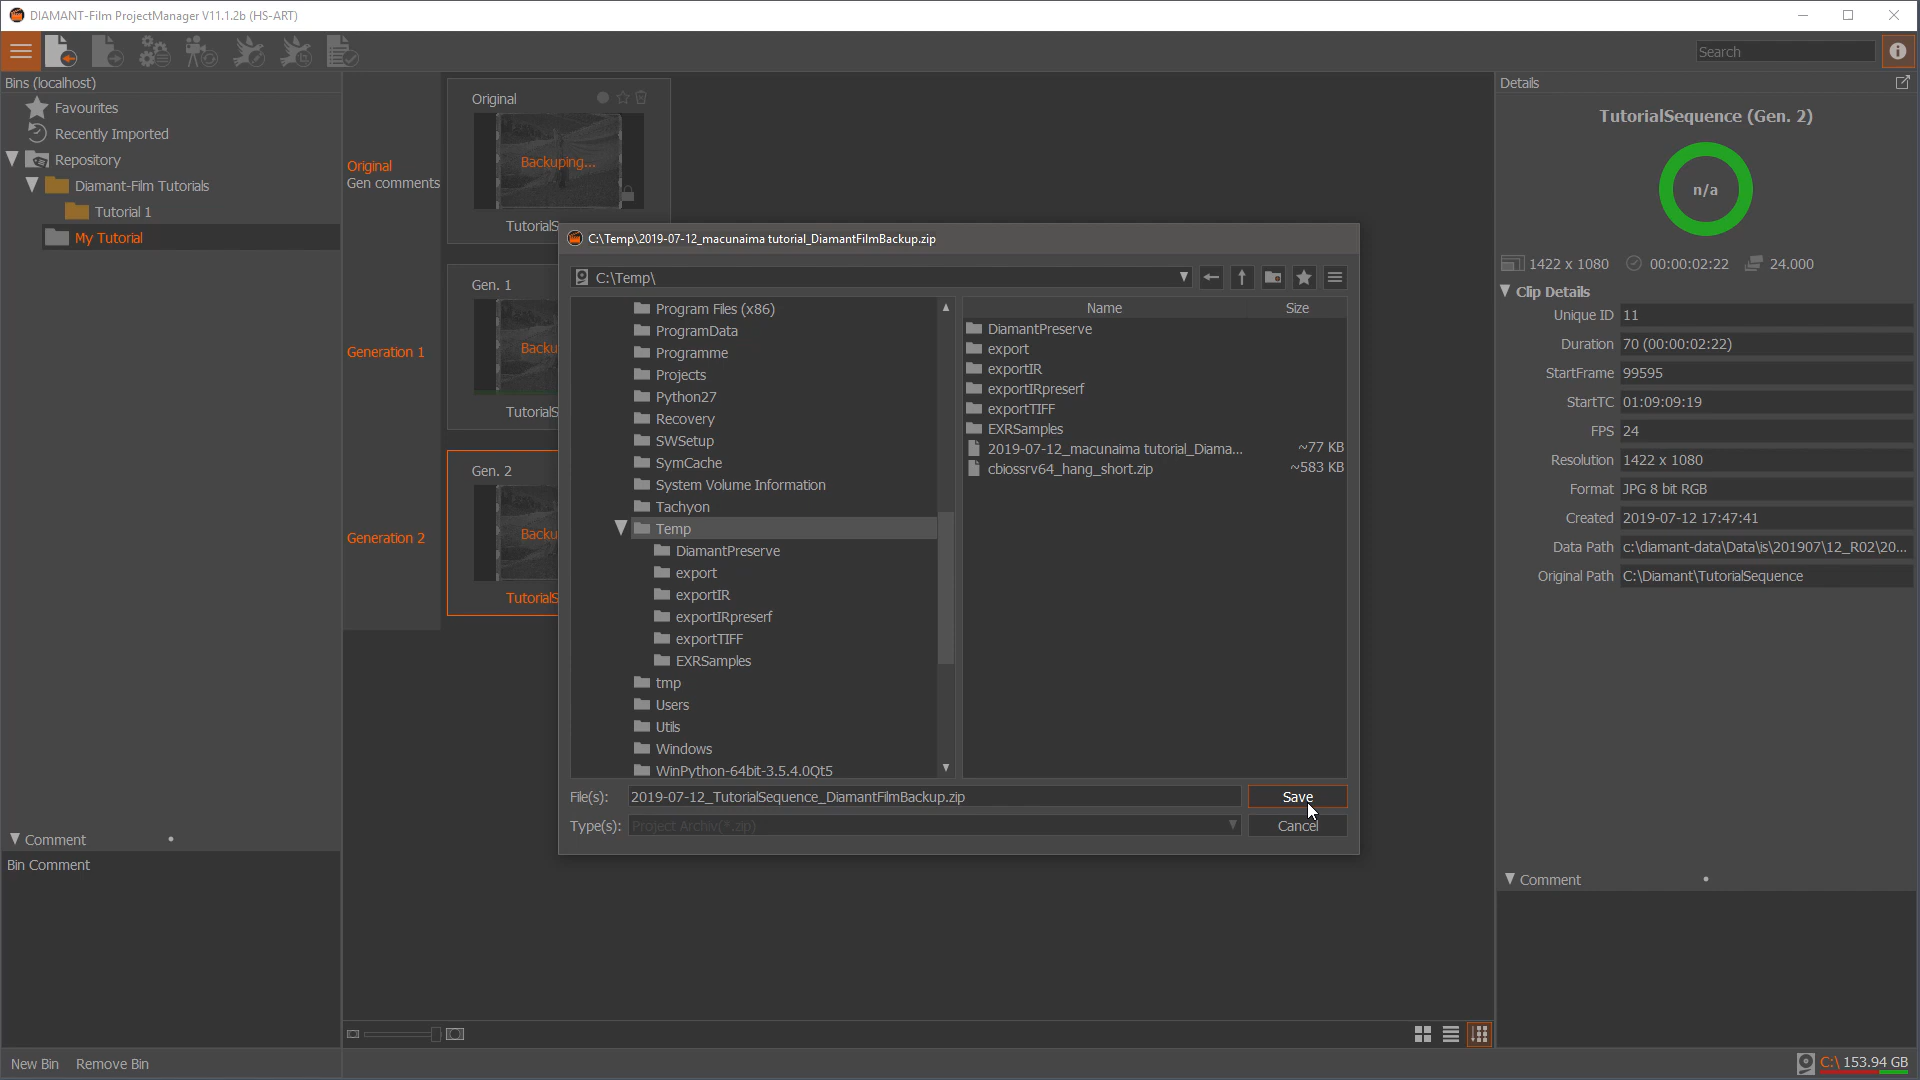 DIAMANT-Film ProjectManager V11.1.2b (HS-ART)
Search
Bins (localhost)
Favourites
Recently Imported
Repository
Diamant-Film Tutorials
Tutorial 1
My Tutorial
Comment
Bin Comment
New Bin
Remove Bin
Original
Gen comments
Generation 1
Generation 2
Original
Backuping...
TutorialS
Gen. 1
Backu
TutorialS
Gen. 2
Backu
TutorialS
C:\Temp\2019-07-12_macunaima tutorial_DiamantFilmBackup.zip
C:\Temp\
Program Files (x86)
ProgramData
Programme
Projects
Python27
Recovery
SWSetup
SymCache
System Volume Information
Tachyon
Temp
DiamantPreserve
export
exportIR
exportIRpreserf
exportTIFF
EXRSamples
tmp
Users
Utils
Windows
WinPython-64bit-3.5.4.0Qt5
Name Size
DiamantPreserve
export
exportIR
exportIRpreserf
exportTIFF
EXRSamples
2019-07-12_macunaima tutorial_Diama... ~77 KB
cbiossrv64_hang_short.zip ~583 KB
File(s): 2019-07-12_TutorialSequence_DiamantFilmBackup.zip Save
Type(s): Project Archiv(*.zip) Cancel
Details
TutorialSequence (Gen. 2)
n/a
1422 x 1080 00:00:02:22 24.000
Clip Details
Unique ID 11
Duration 70 (00:00:02:22)
StartFrame 99595
StartTC 01:09:09:19
FPS 24
Resolution 1422 x 1080
Format JPG 8 bit RGB
Created 2019-07-12 17:47:41
Data Path c:\diamant-data\Data\is\201907\12_R02\20...
Original Path C:\Diamant\TutorialSequence
Comment
C:\ 153.94 GB